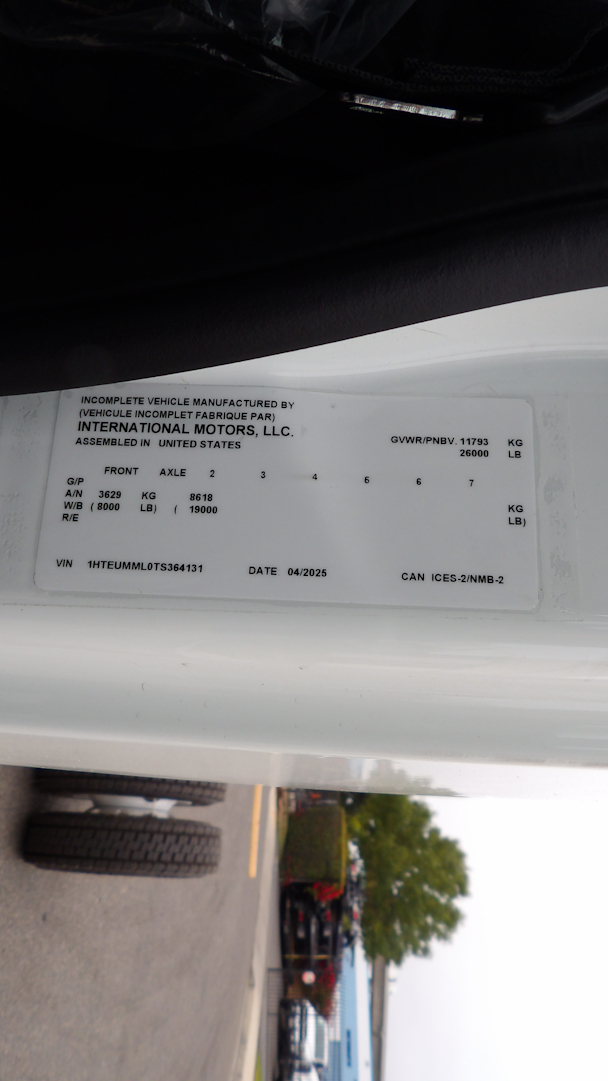 INCOMPLETE VEHICLE MANUFACTURED BY
(VEHICULE INCOMPLET FABRIQUE PAR)
INTERNATIONAL MOTORS, LLC.
ASSEMBLED IN UNITED STATES
GVWR/PNBV. 11793 KG
26000 LB
FRONT AXLE 2 3 4 5 6 7
G/P
A/N 3629 KG 8618 KG
W/B ( 8000 LB) ( 19000 LB)
R/E
VIN 1HTEUMML0TS364131 DATE 04/2025 CAN ICES-2/NMB-2